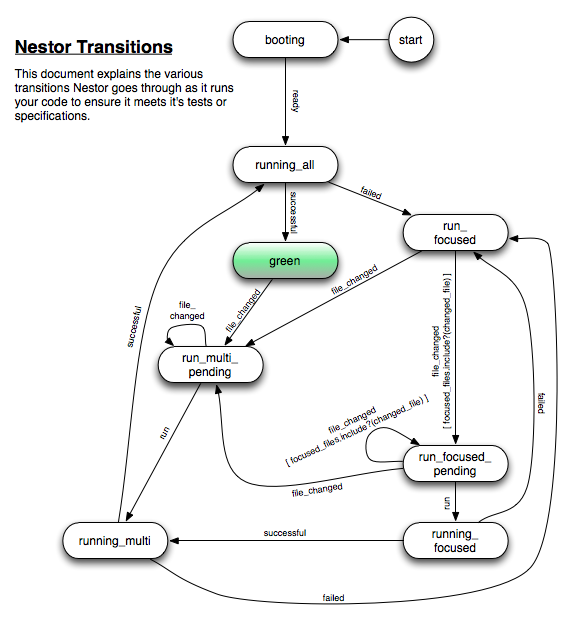 Nestor Transitions
This document explains the various
transitions Nestor goes through as it runs
your code to ensure it meets it's tests or
specifications.
booting
start
ready
running_all
successful
failed
run_
focused
green
file_changed
file_changed
file_
changed
successful
run_multi_
pending
file_changed
[ focused_files.include?(changed_file) ]
file_changed
[ focused_files.include?(changed_file) ]
failed
run
run_focused_
pending
file_changed
run
running_multi
successful
running_
focused
failed